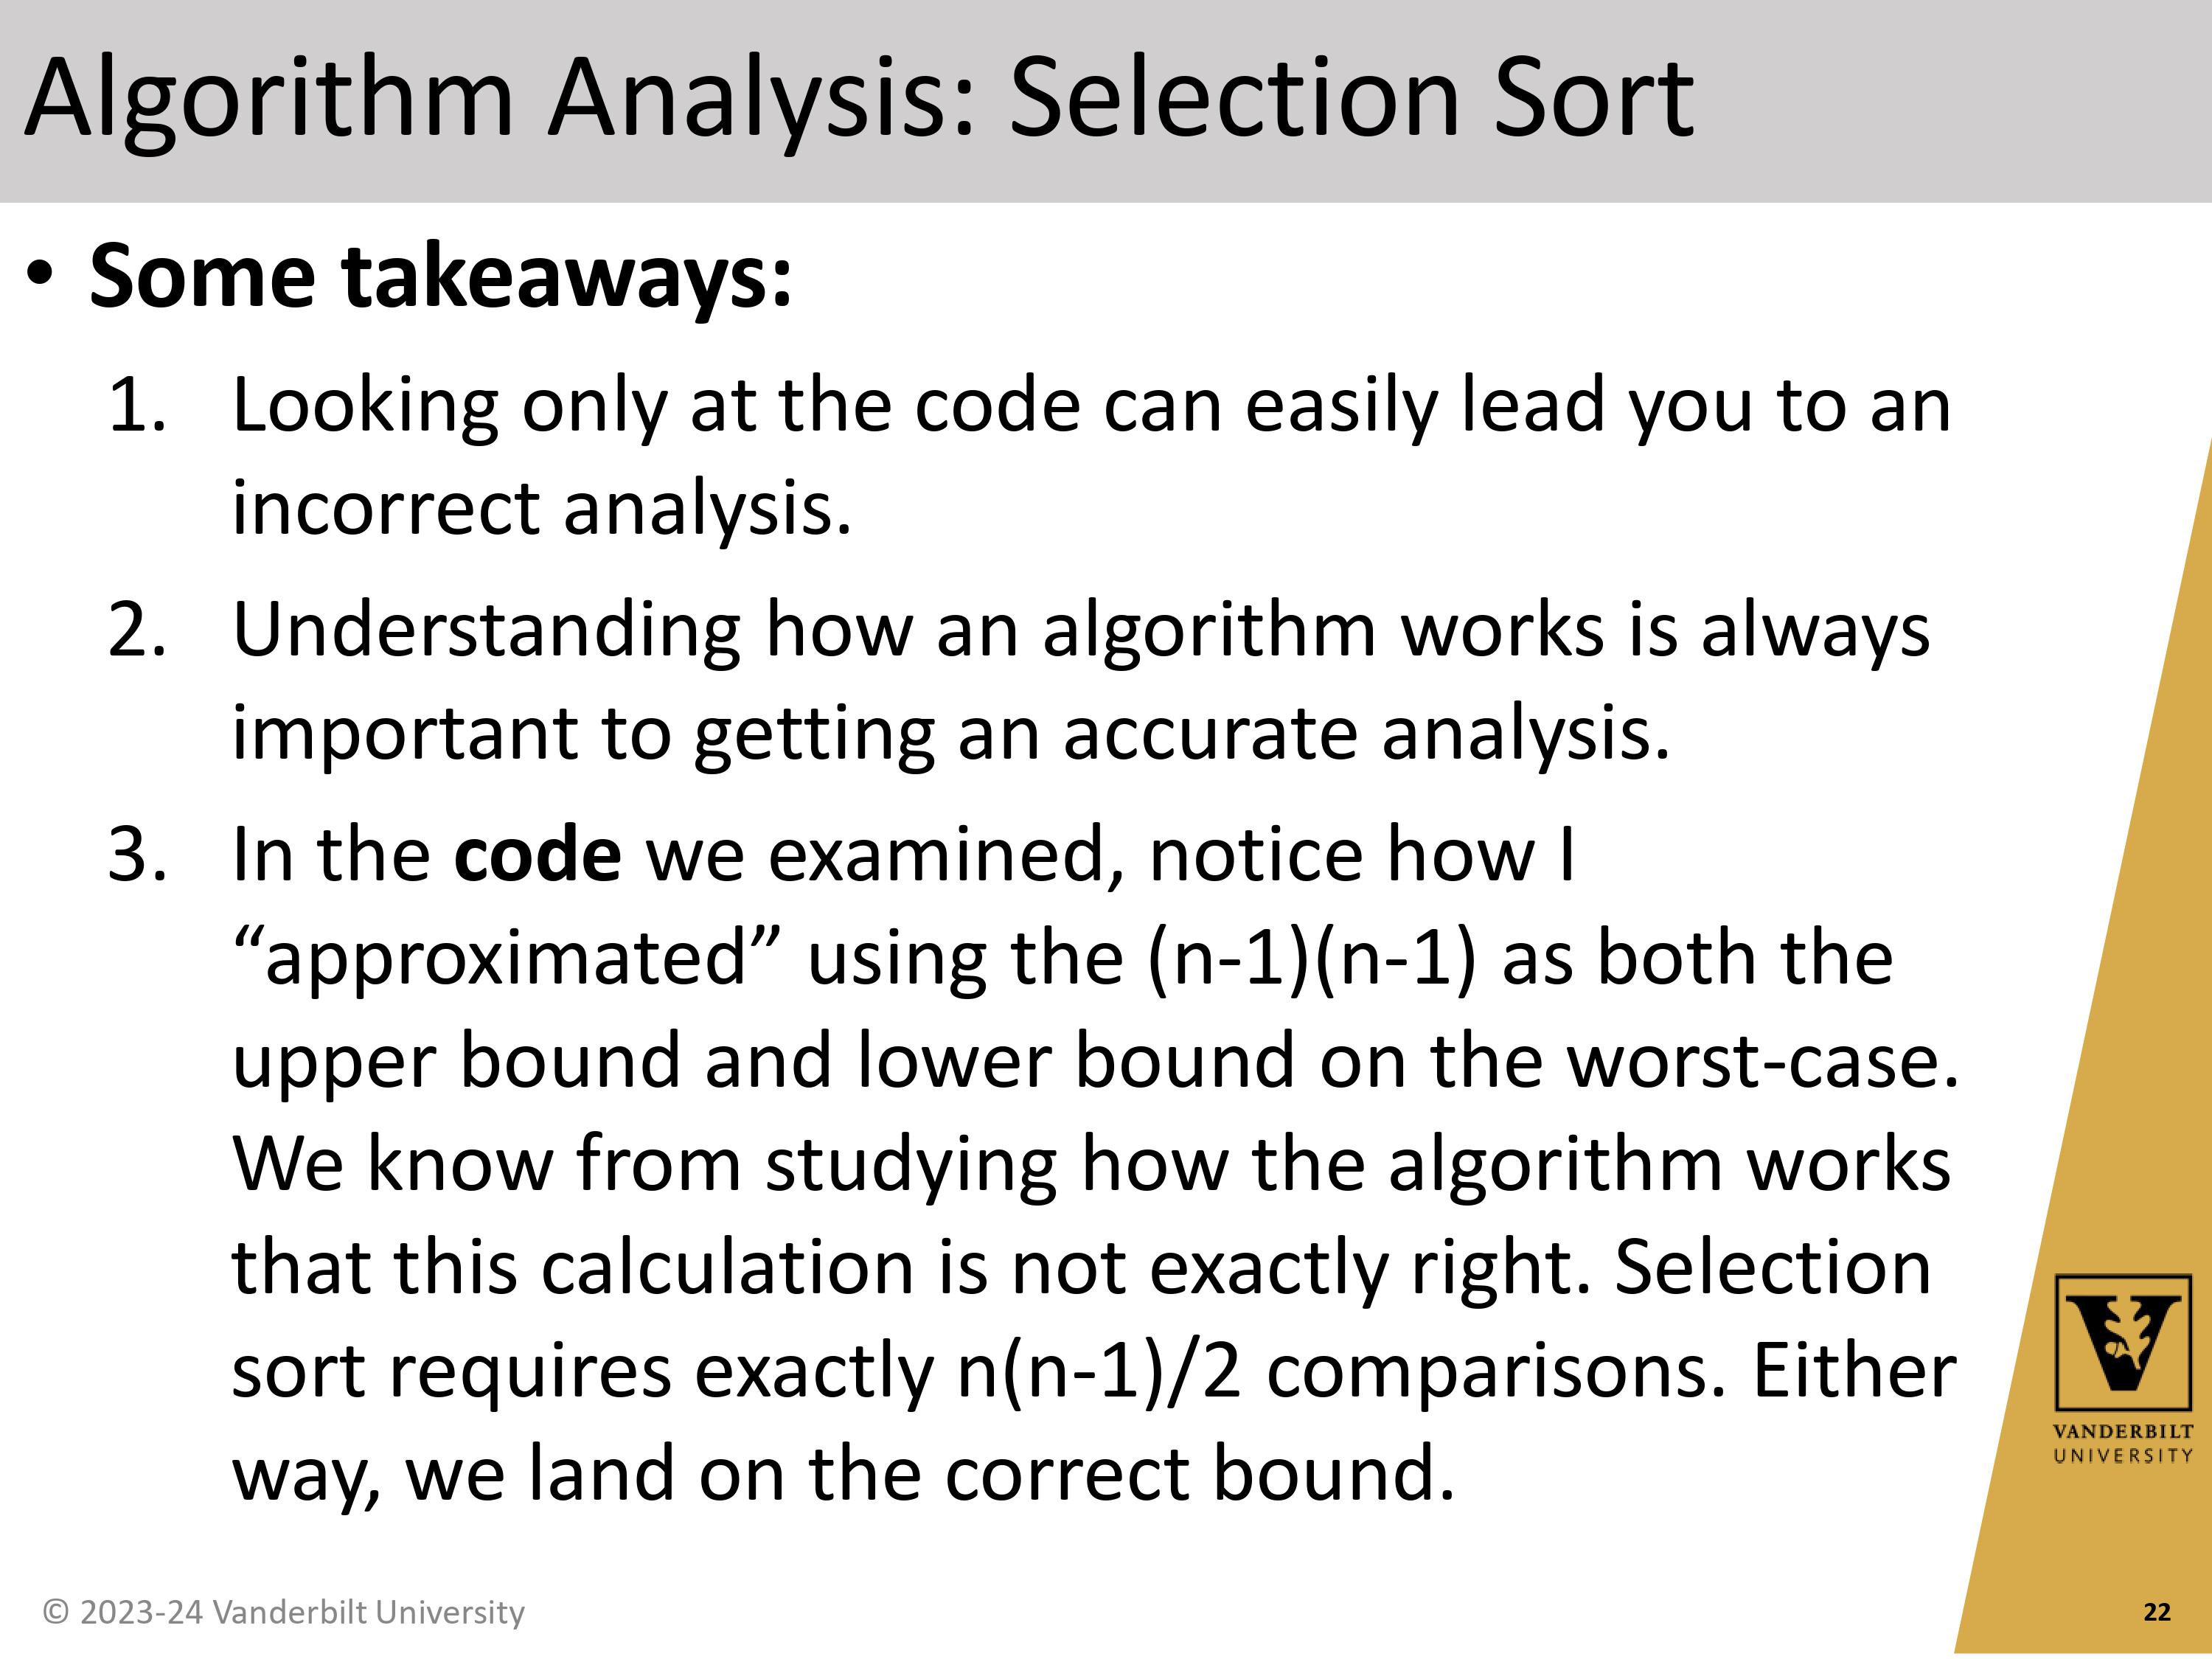 Algorithm Analysis: Selection Sort
• Some takeaways:
1. Looking only at the code can easily lead you to an
incorrect analysis.
2. Understanding how an algorithm works is always
important to getting an accurate analysis.
3. In the code we examined, notice how I
“approximated” using the (n-1)(n-1) as both the
upper bound and lower bound on the worst-case.
We know from studying how the algorithm works
that this calculation is not exactly right. Selection
sort requires exactly n(n-1)/2 comparisons. Either
way, we land on the correct bound.
V
VANDERBILT
UNIVERSITY
© 2023-24 Vanderbilt University
22